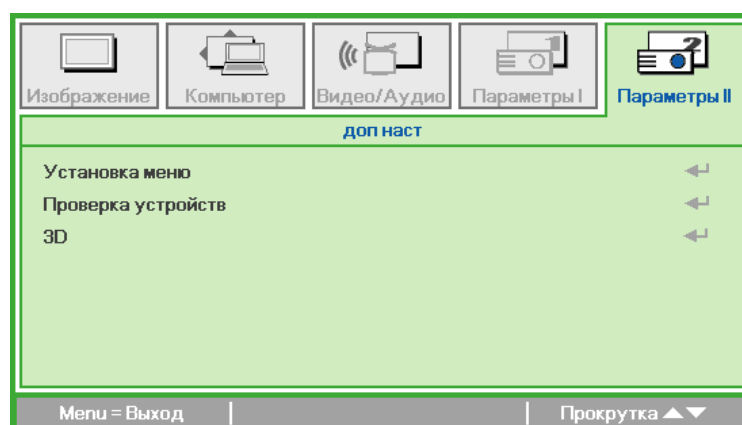 Изображение Компьютер Видео/Аудио Параметры I Параметры II
доп наст
Установка меню
Проверка устройств
3D
Menu = Выход Прокрутка ▲▼